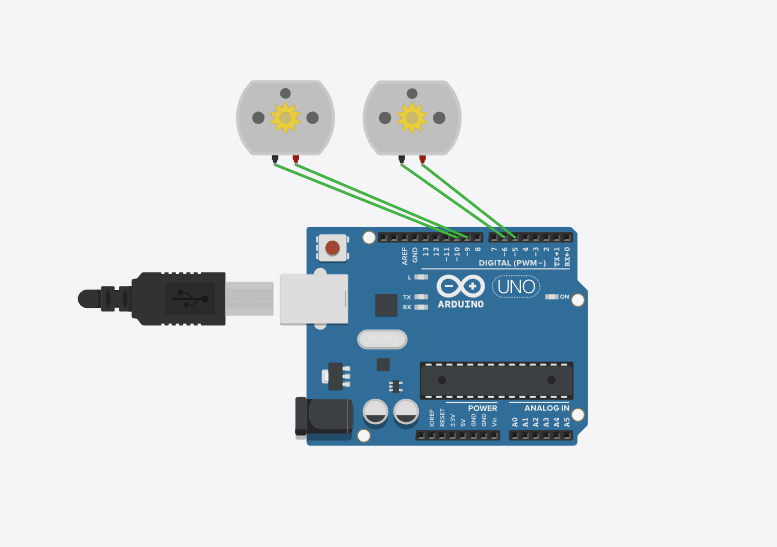 AREF
GND
13
12
~11
~10
~9
8
7
~6
~5
4
~3
2
TX→1
RX←0
DIGITAL (PWM~)
L
TX
RX
ARDUINO
UNO
ON
POWER
ANALOG IN
IOREF
RESET
3.3V
5V
GND
GND
Vin
A0
A1
A2
A3
A4
A5